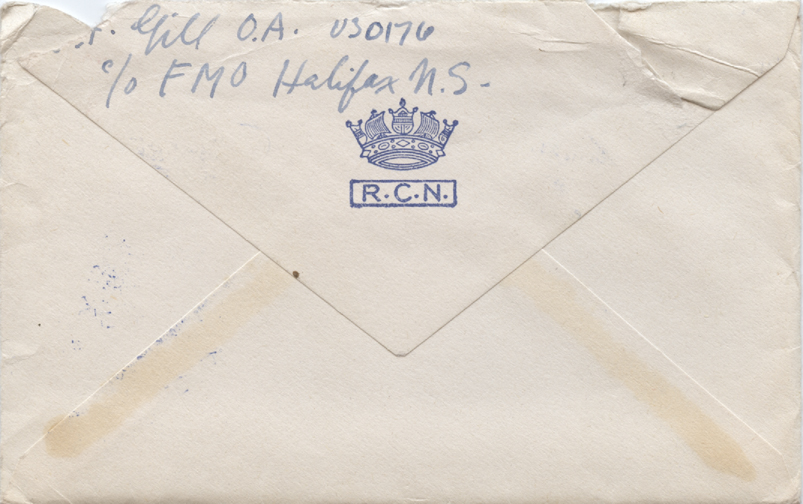 F. Gill O.A. V30176
c/o FMO Halifax N.S.
R.C.N.